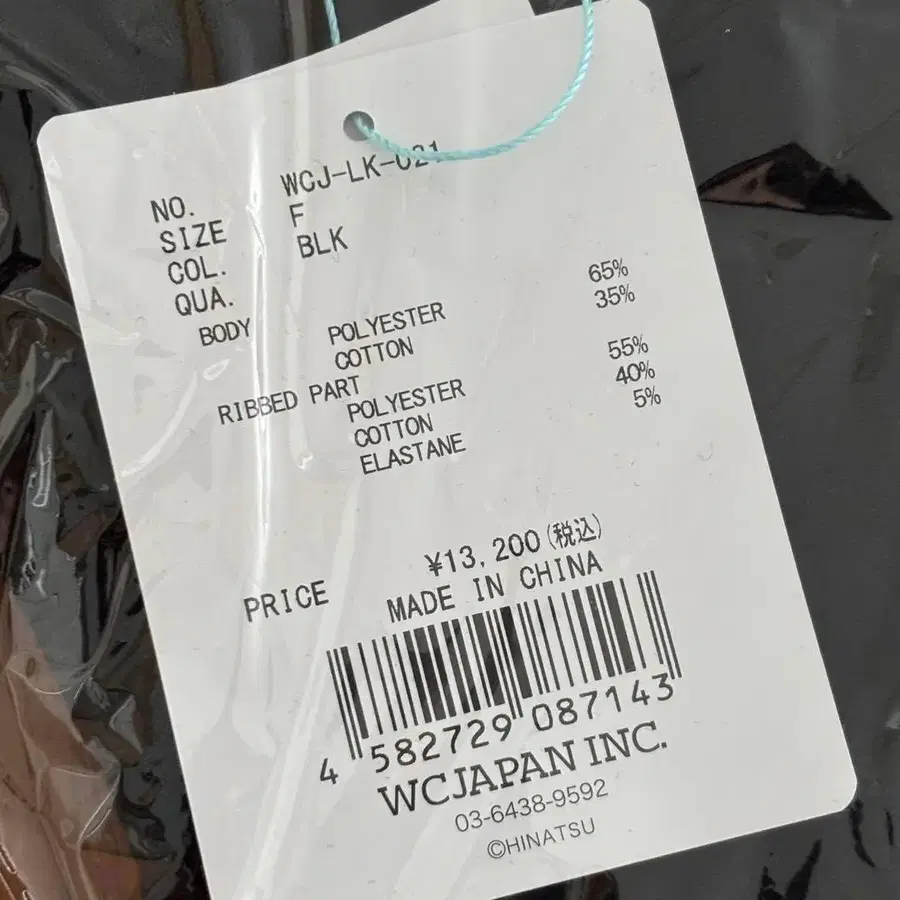 NO. WCJ-LK-021
SIZE F
COL. BLK
QUA.
BODY
POLYESTER 65%
COTTON 35%
RIBBED PART
POLYESTER 55%
COTTON 40%
ELASTANE 5%
PRICE ¥13,200(税込)
MADE IN CHINA
4 582729 087143
WCJAPAN INC.
03-6438-9592
©HINATSU